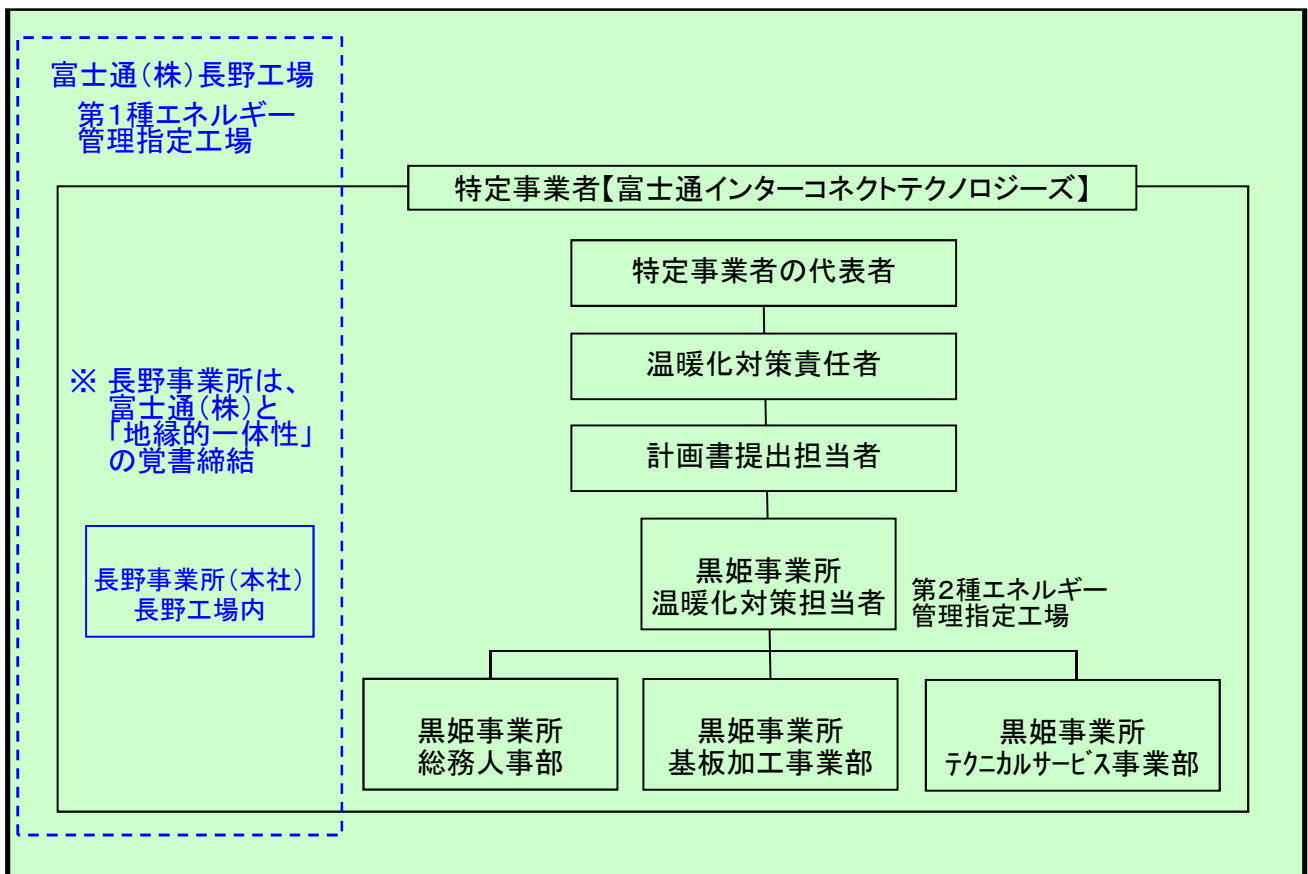 富士通(株)長野工場
第1種エネルギー
管理指定工場
特定事業者【富士通インターコネクトテクノロジーズ】
特定事業者の代表者
温暖化対策責任者
計画書提出担当者
※ 長野事業所は、
富士通(株)と
「地縁的一体性」
の覚書締結
長野事業所(本社)
長野工場内
黒姫事業所
温暖化対策担当者
第2種エネルギー
管理指定工場
黒姫事業所
総務人事部
黒姫事業所
基板加工事業部
黒姫事業所
テクニカルサービス事業部